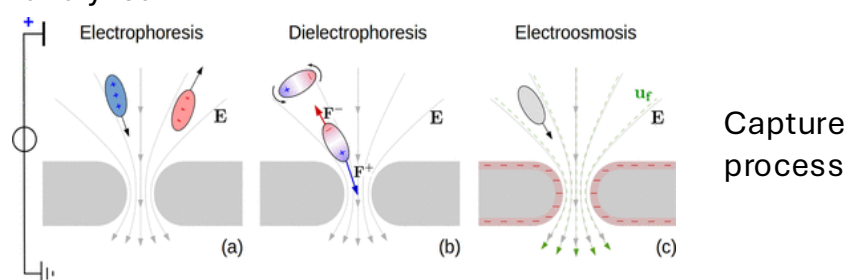 Electrophoresis
Dielectrophoresis
Electroosmosis
+
+ + +
- - -
E
-
+
F⁻
F⁺
E
u_f
E
Capture
process
(a)
(b)
(c)